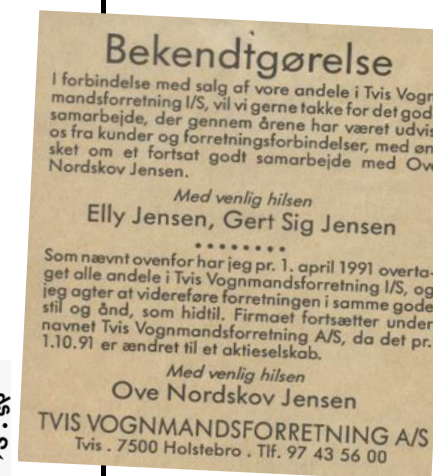 Bekendtgørelse
I forbindelse med salg af vore andele i Tvis Vogn
mandsforretning I/S, vil vi gerne takke for det god
samarbejde, der gennem årene har været udvis
os fra kunder og forretningsforbindelser, med øn
sket om et fortsat godt samarbejde med Ove
Nordskov Jensen.
Med venlig hilsen
Elly Jensen, Gert Sig Jensen
• • • • • • • •
Som nævnt ovenfor har jeg pr. 1. april 1991 overta-
get alle andele i Tvis Vognmandsforretning I/S, og
jeg agter at videreføre forretningen i samme gode
stil og ånd, som hidtil. Firmaet fortsætter under
navnet Tvis Vognmandsforretning A/S, da det pr.
1.10.91 er ændret til et aktieselskab.
Med venlig hilsen
Ove Nordskov Jensen
TVIS VOGNMANDSFORRETNING A/S
Tvis . 7500 Holstebro . Tlf. 97 43 56 00